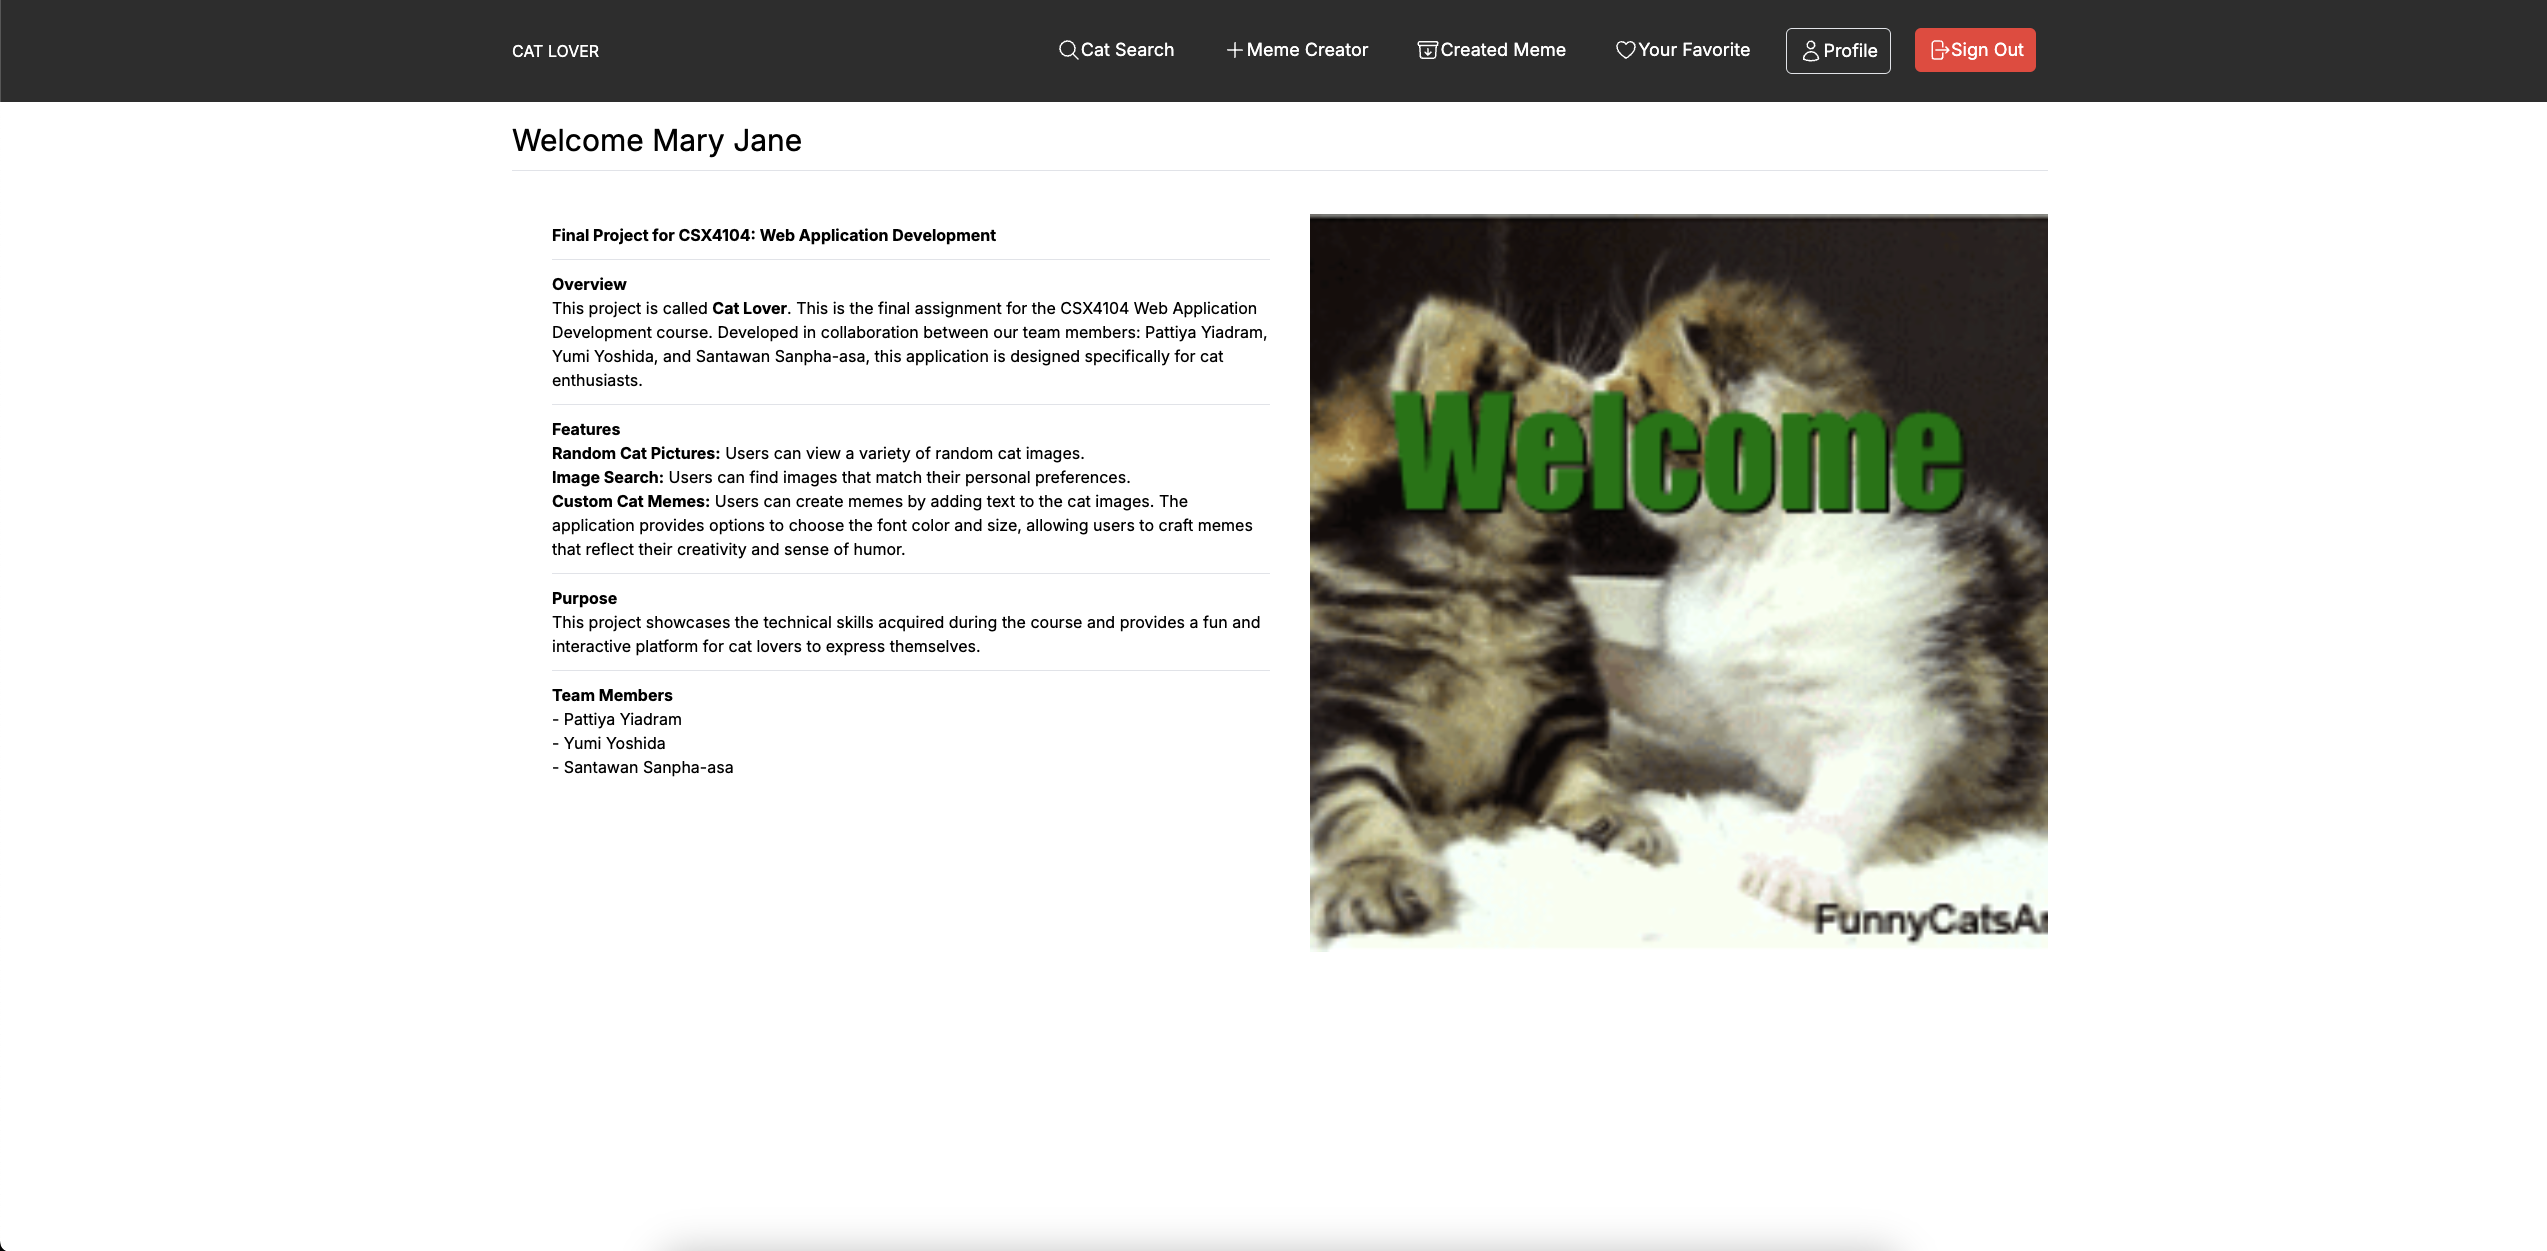 CAT LOVER
Cat Search
Meme Creator
Created Meme
Your Favorite
Profile
Sign Out
Welcome Mary Jane
Final Project for CSX4104: Web Application Development
Overview
This project is called Cat Lover. This is the final assignment for the CSX4104 Web Application
Development course. Developed in collaboration between our team members: Pattiya Yiadram,
Yumi Yoshida, and Santawan Sanpha-asa, this application is designed specifically for cat
enthusiasts.
Features
Random Cat Pictures: Users can view a variety of random cat images.
Image Search: Users can find images that match their personal preferences.
Custom Cat Memes: Users can create memes by adding text to the cat images. The
application provides options to choose the font color and size, allowing users to craft memes
that reflect their creativity and sense of humor.
Purpose
This project showcases the technical skills acquired during the course and provides a fun and
interactive platform for cat lovers to express themselves.
Team Members
- Pattiya Yiadram
- Yumi Yoshida
- Santawan Sanpha-asa
Welcome
FunnyCatsAr